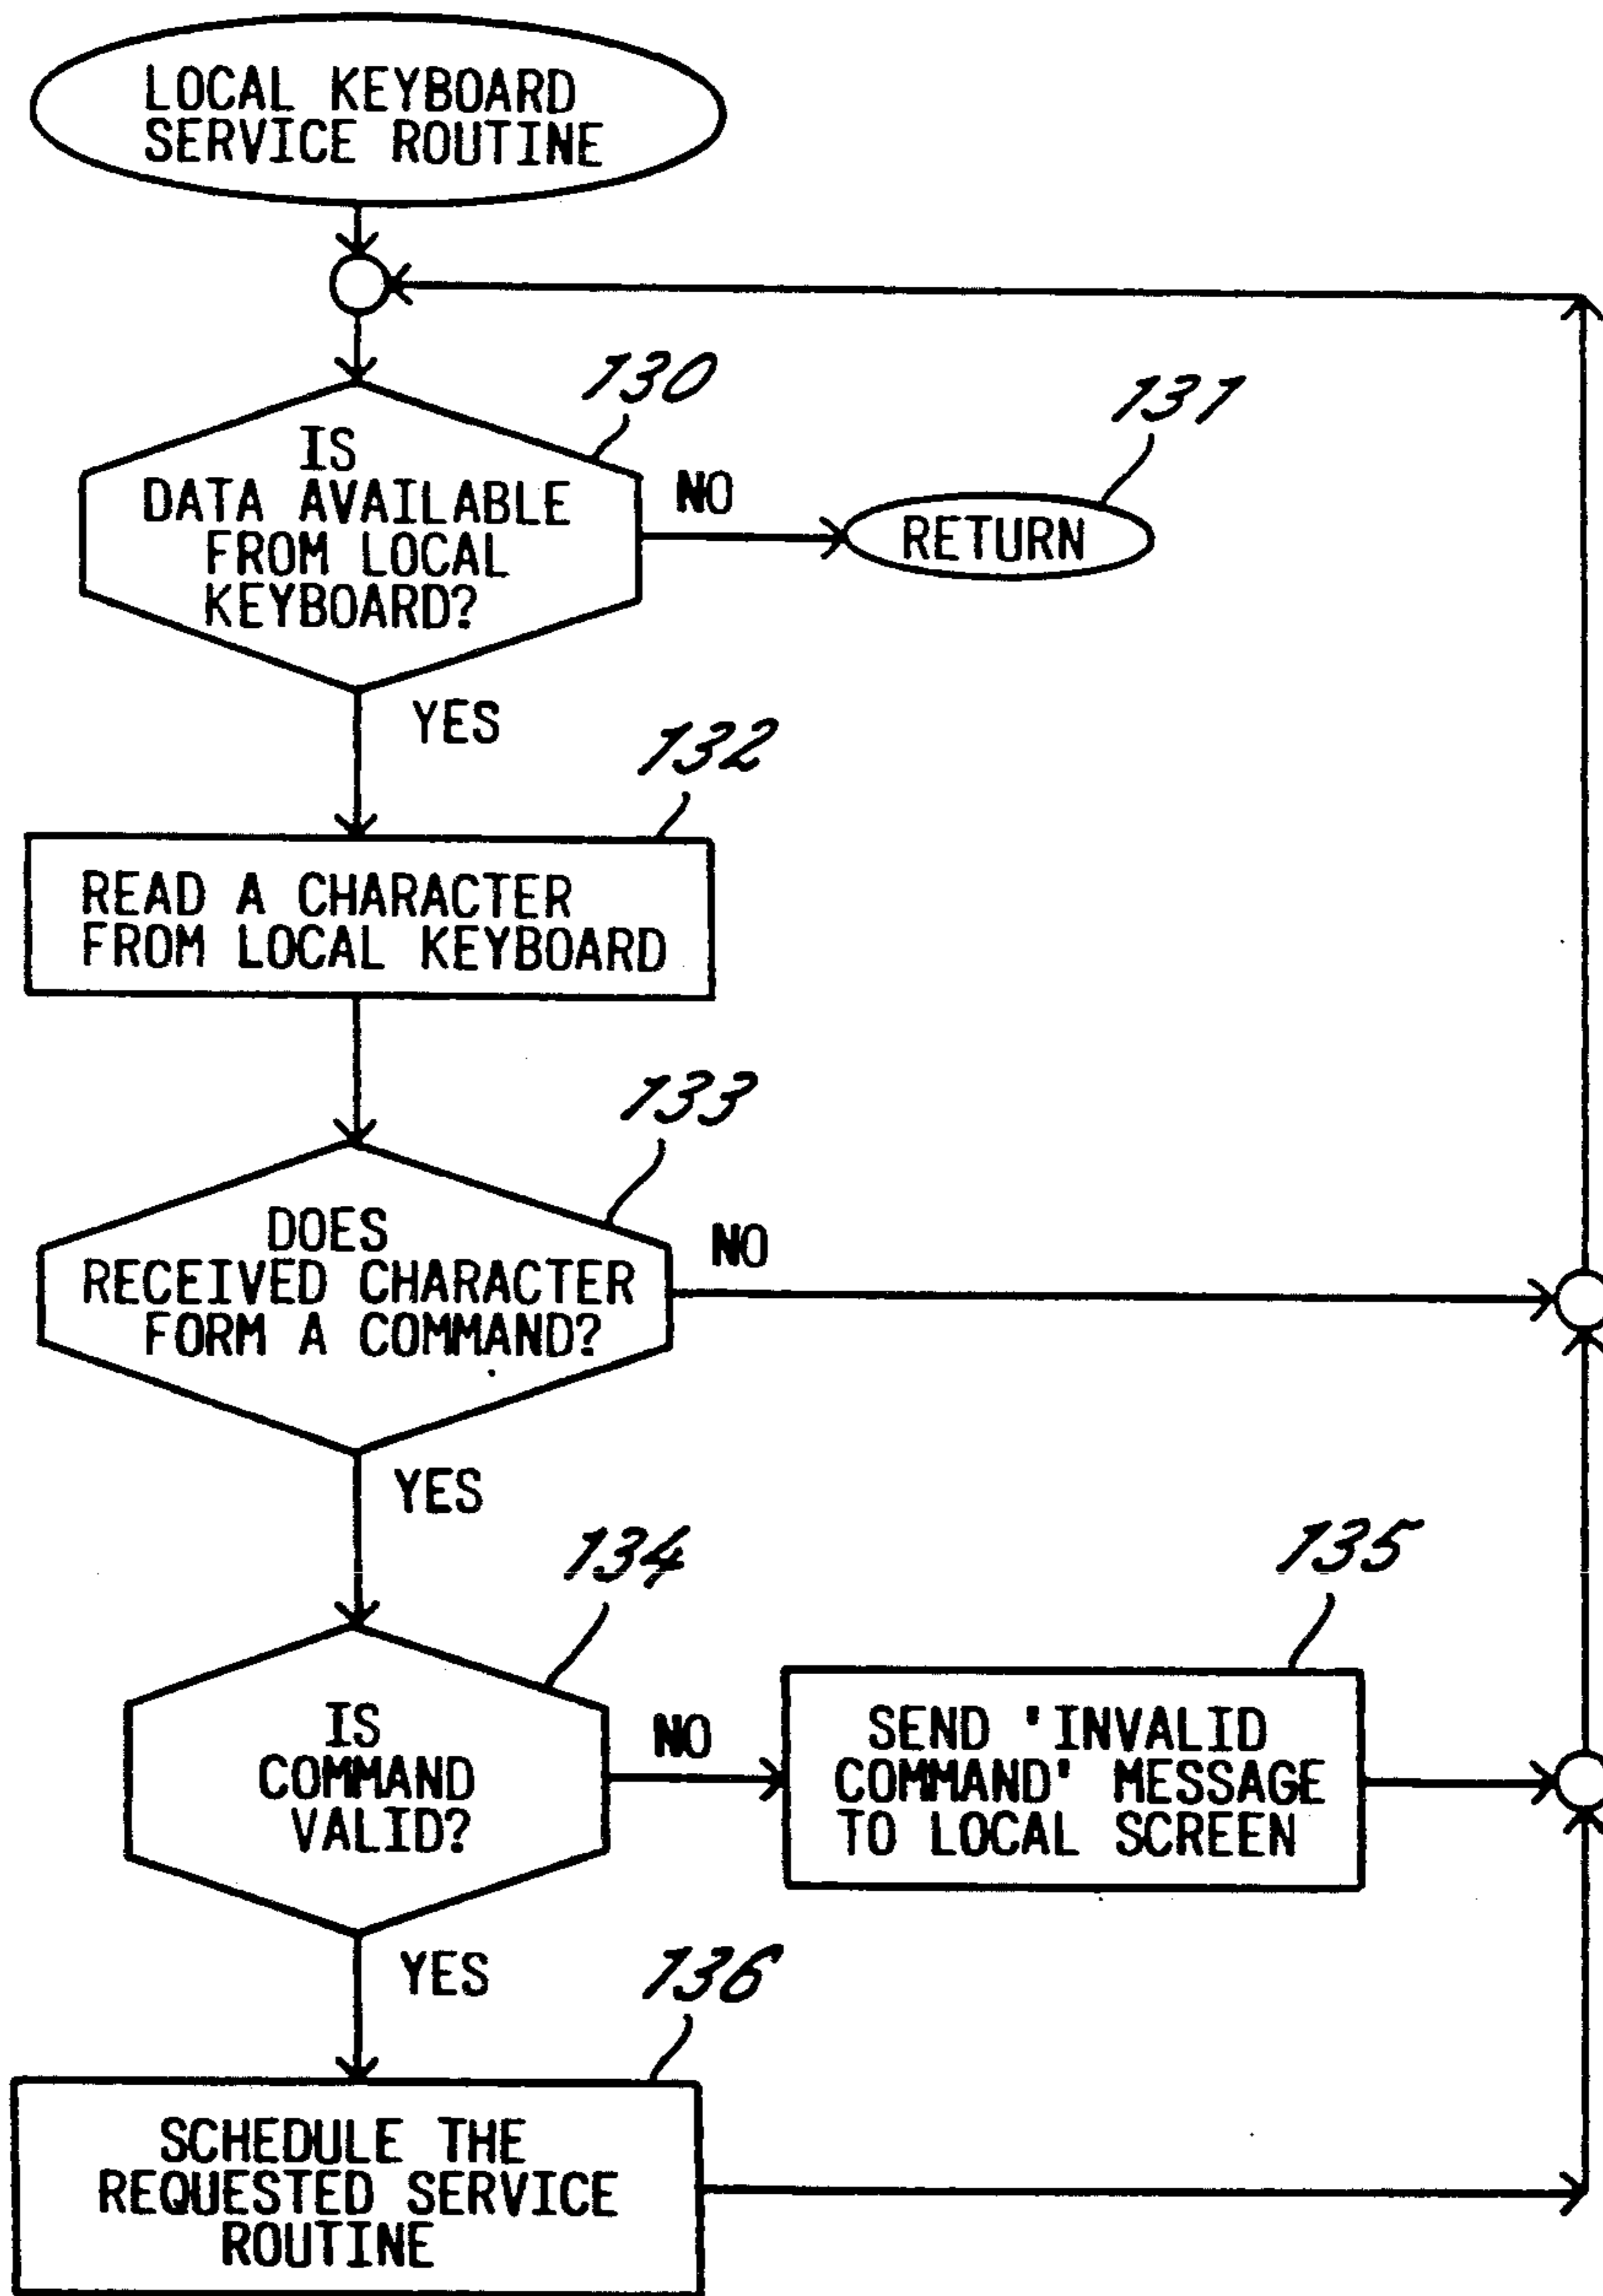 LOCAL KEYBOARD
SERVICE ROUTINE
130
131
IS
DATA AVAILABLE
FROM LOCAL
KEYBOARD?
NO
RETURN
YES
132
READ A CHARACTER
FROM LOCAL KEYBOARD
133
DOES
RECEIVED CHARACTER
FORM A COMMAND?
NO
YES
134
135
IS
COMMAND
VALID?
NO
SEND 'INVALID
COMMAND' MESSAGE
TO LOCAL SCREEN
YES
136
SCHEDULE THE
REQUESTED SERVICE
ROUTINE